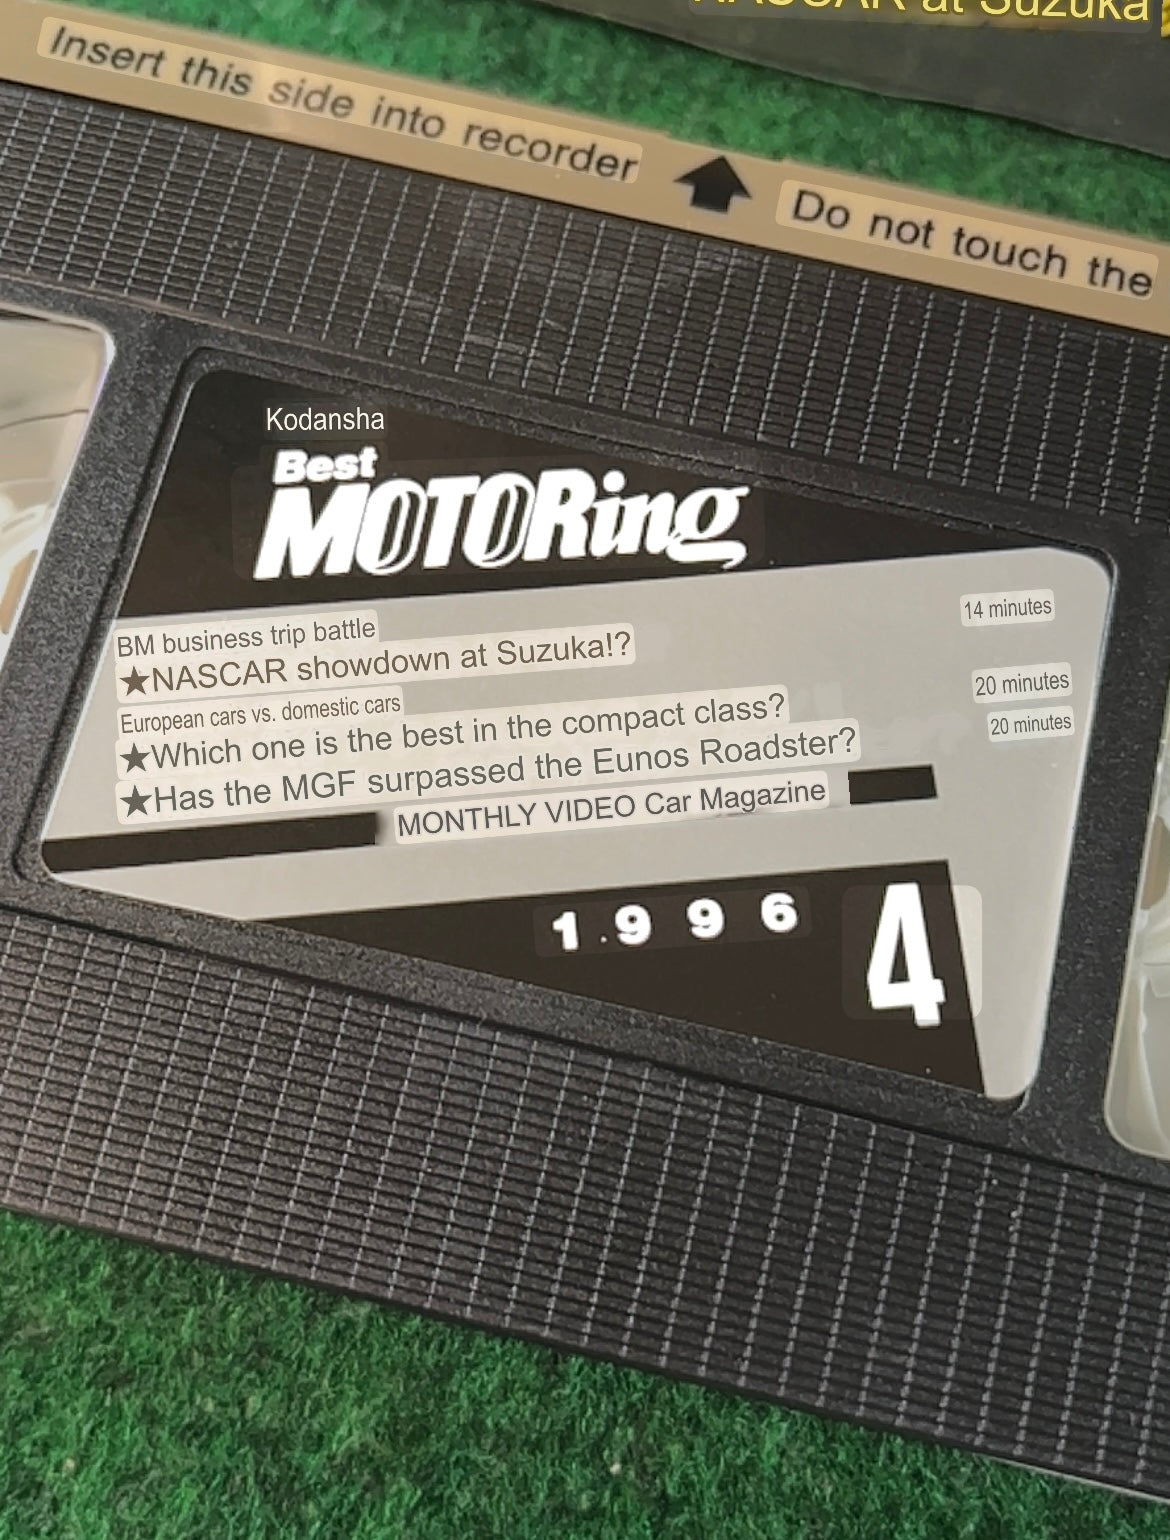 NASCAR at Suzuka
Insert this side into recorder
Do not touch the
Kodansha
Best
MOTORing
BM business trip battle
★NASCAR showdown at Suzuka!? 14 minutes
European cars vs. domestic cars
★Which one is the best in the compact class? 20 minutes
★Has the MGF surpassed the Eunos Roadster? 20 minutes
MONTHLY VIDEO Car Magazine
1.996 4